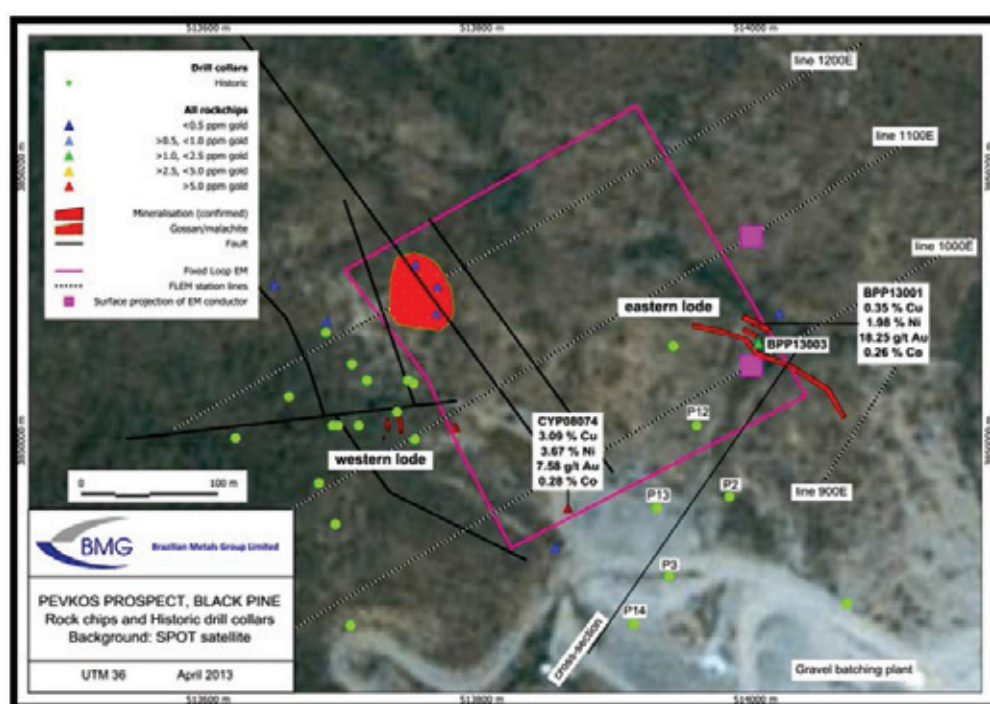 513600 m
513800 m
514000 m
3850200 m
3850200 m
Drill collars
Historic
All rockchips
<0.5 ppm gold
>0.5, <1.0 ppm gold
>1.0, <2.5 ppm gold
>2.5, <5.0 ppm gold
>5.0 ppm gold
Mineralisation (confirmed)
Gossan/malachite
Fault
Fixed Loop EM
FLEM station lines
Surface projection of EM conductor
line 1200E
line 1100E
line 1000E
eastern lode
BPP13001
0.35 % Cu
1.98 % Ni
18.25 g/t Au
0.26 % Co
BPP13003
P12
CYP08074
3.09 % Cu
3.67 % Ni
7.58 g/t Au
0.28 % Co
western lode
3850000 m
3850000 m
line 900E
0
100 m
P2
P13
P3
P14
cross-section
Gravel batching plant
BMG
Brazilian Metals Group Limited
PEVKOS PROSPECT, BLACK PINE
Rock chips and Historic drill collars
Background: SPOT satellite
UTM 36
April 2013
513600 m
513800 m
514000 m